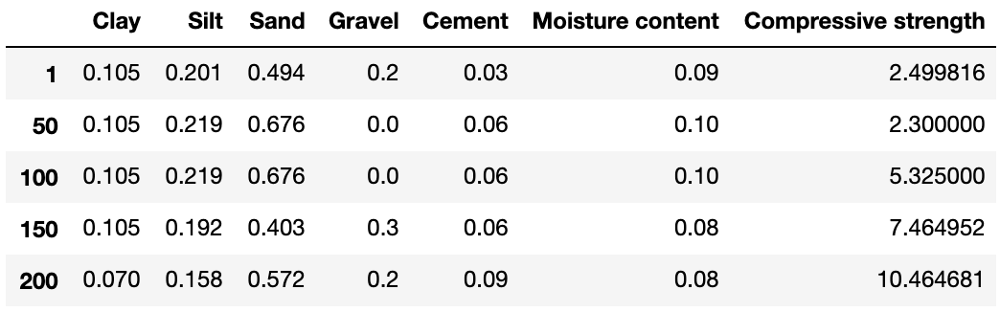 Clay Silt Sand Gravel Cement Moisture content Compressive strength
1 0.105 0.201 0.494 0.2 0.03 0.09 2.499816
50 0.105 0.219 0.676 0.0 0.06 0.10 2.300000
100 0.105 0.219 0.676 0.0 0.06 0.10 5.325000
150 0.105 0.192 0.403 0.3 0.06 0.08 7.464952
200 0.070 0.158 0.572 0.2 0.09 0.08 10.464681